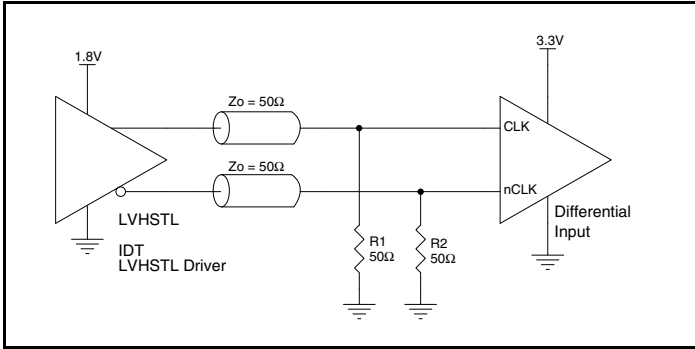 1.8V
3.3V
Zo = 50Ω
CLK
Zo = 50Ω
nCLK
LVHSTL
IDT
LVHSTL Driver
R1
50Ω
R2
50Ω
Differential
Input